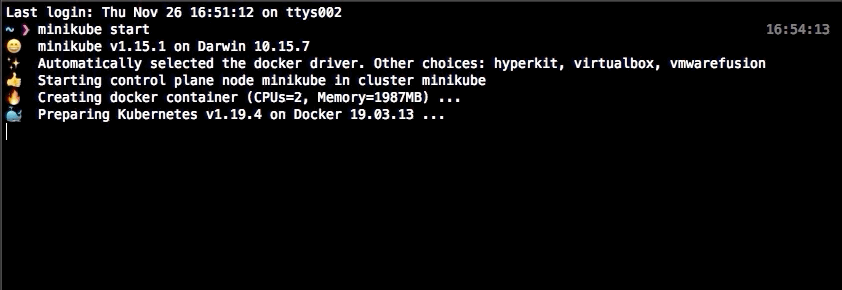 Last login: Thu Nov 26 16:51:12 on ttys002
~ ❯ minikube start 16:54:13
😄 minikube v1.15.1 on Darwin 10.15.7
✨ Automatically selected the docker driver. Other choices: hyperkit, virtualbox, vmwarefusion
👍 Starting control plane node minikube in cluster minikube
🔥 Creating docker container (CPUs=2, Memory=1987MB) ...
🐳 Preparing Kubernetes v1.19.4 on Docker 19.03.13 ...